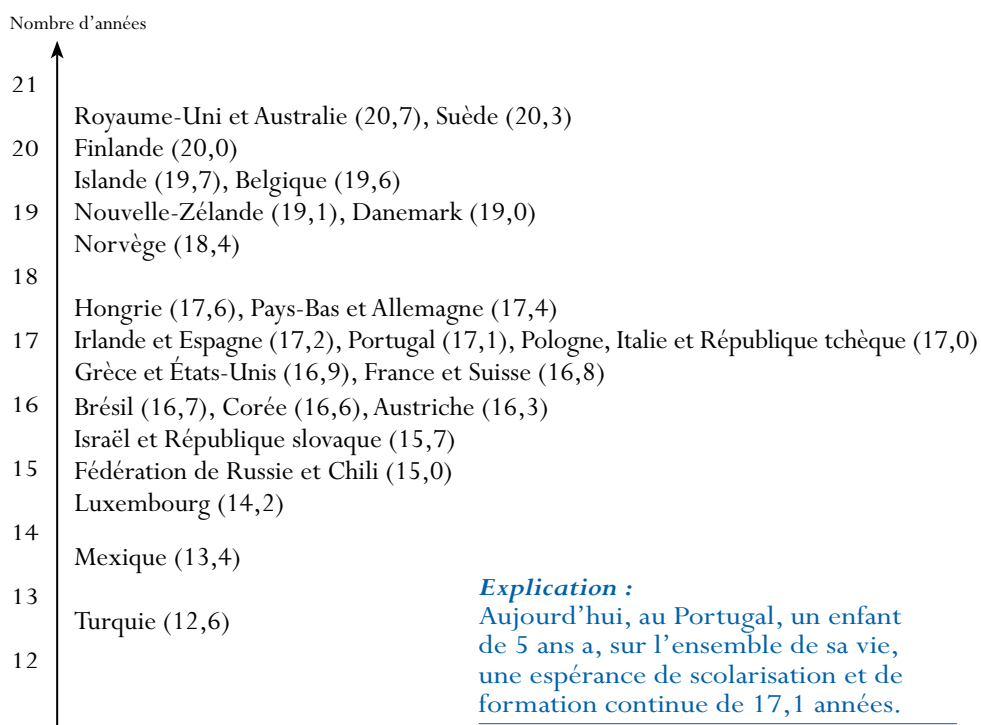 Nombre d'années
21
Royaume-Uni et Australie (20,7), Suède (20,3)
20 Finlande (20,0)
Islande (19,7), Belgique (19,6)
19 Nouvelle-Zélande (19,1), Danemark (19,0)
Norvège (18,4)
18
Hongrie (17,6), Pays-Bas et Allemagne (17,4)
17 Irlande et Espagne (17,2), Portugal (17,1), Pologne, Italie et République tchèque (17,0)
Grèce et États-Unis (16,9), France et Suisse (16,8)
16 Brésil (16,7), Corée (16,6), Austriche (16,3)
Israël et République slovaque (15,7)
15 Fédération de Russie et Chili (15,0)
Luxembourg (14,2)
14
Mexique (13,4)
13
Turquie (12,6)
12
Explication :
Aujourd'hui, au Portugal, un enfant
de 5 ans a, sur l'ensemble de sa vie,
une espérance de scolarisation et de
formation continue de 17,1 années.